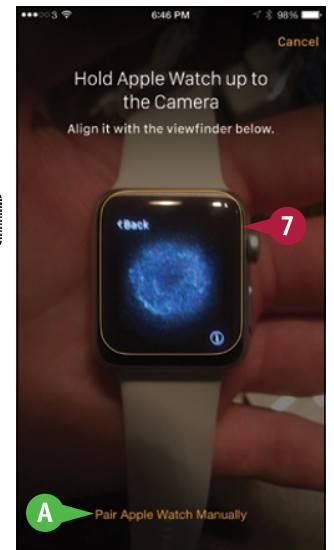 3 6:46 PM 98%
Cancel
Hold Apple Watch up to
the Camera
Align it with the viewfinder below.
<Back
7
i
A Pair Apple Watch Manually